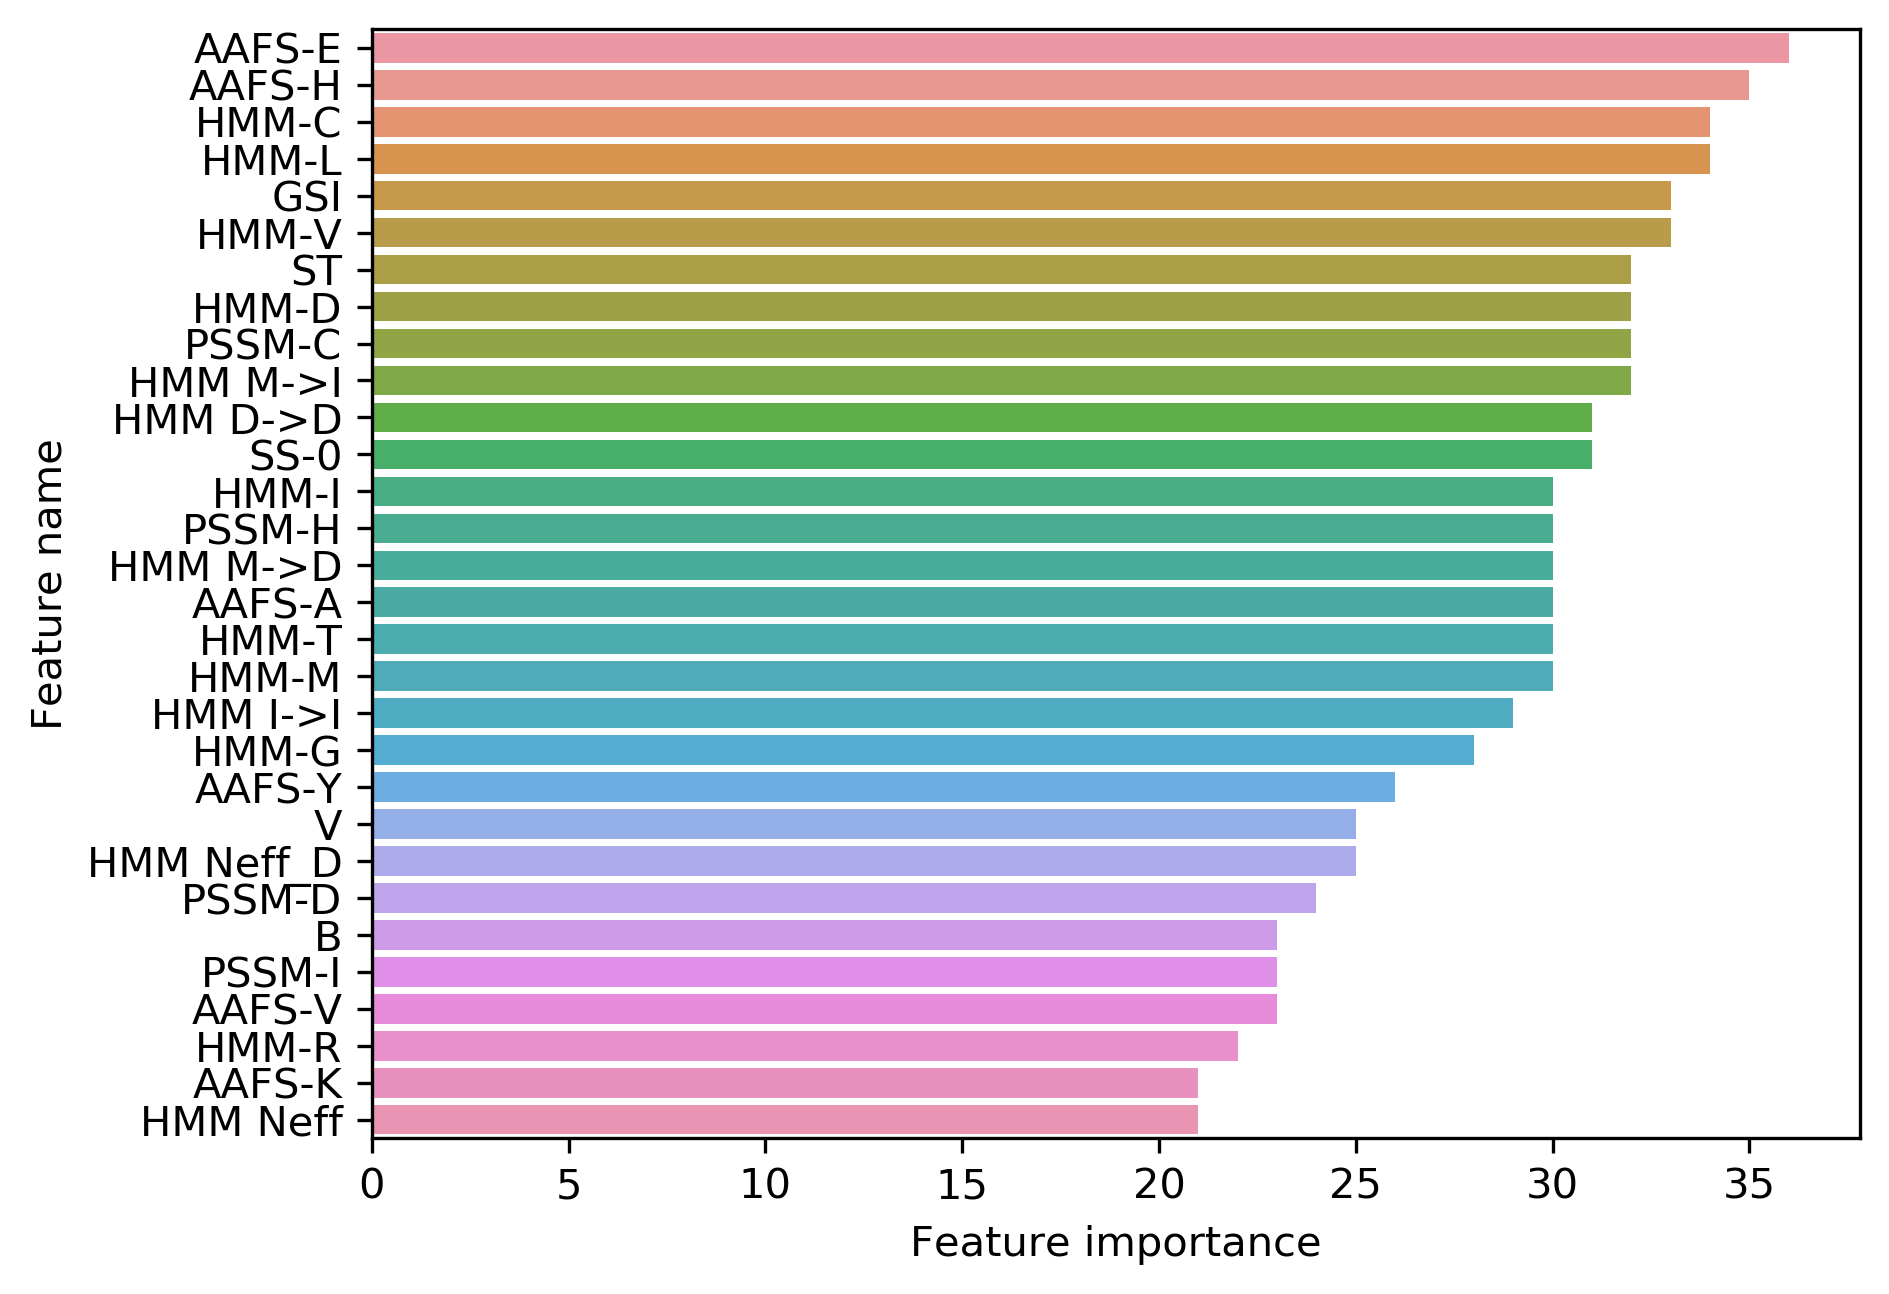 AAFS-E
AAFS-H
HMM-C
HMM-L
GSI
HMM-V
ST
HMM-D
PSSM-C
HMM M->I
HMM D->D
SS-0
HMM-I
PSSM-H
HMM M->D
AAFS-A
HMM-T
HMM-M
HMM I->I
HMM-G
AAFS-Y
V
HMM Neff_D
PSSM-D
B
PSSM-I
AAFS-V
HMM-R
AAFS-K
HMM Neff
Feature name
0 5 10 15 20 25 30 35
Feature importance